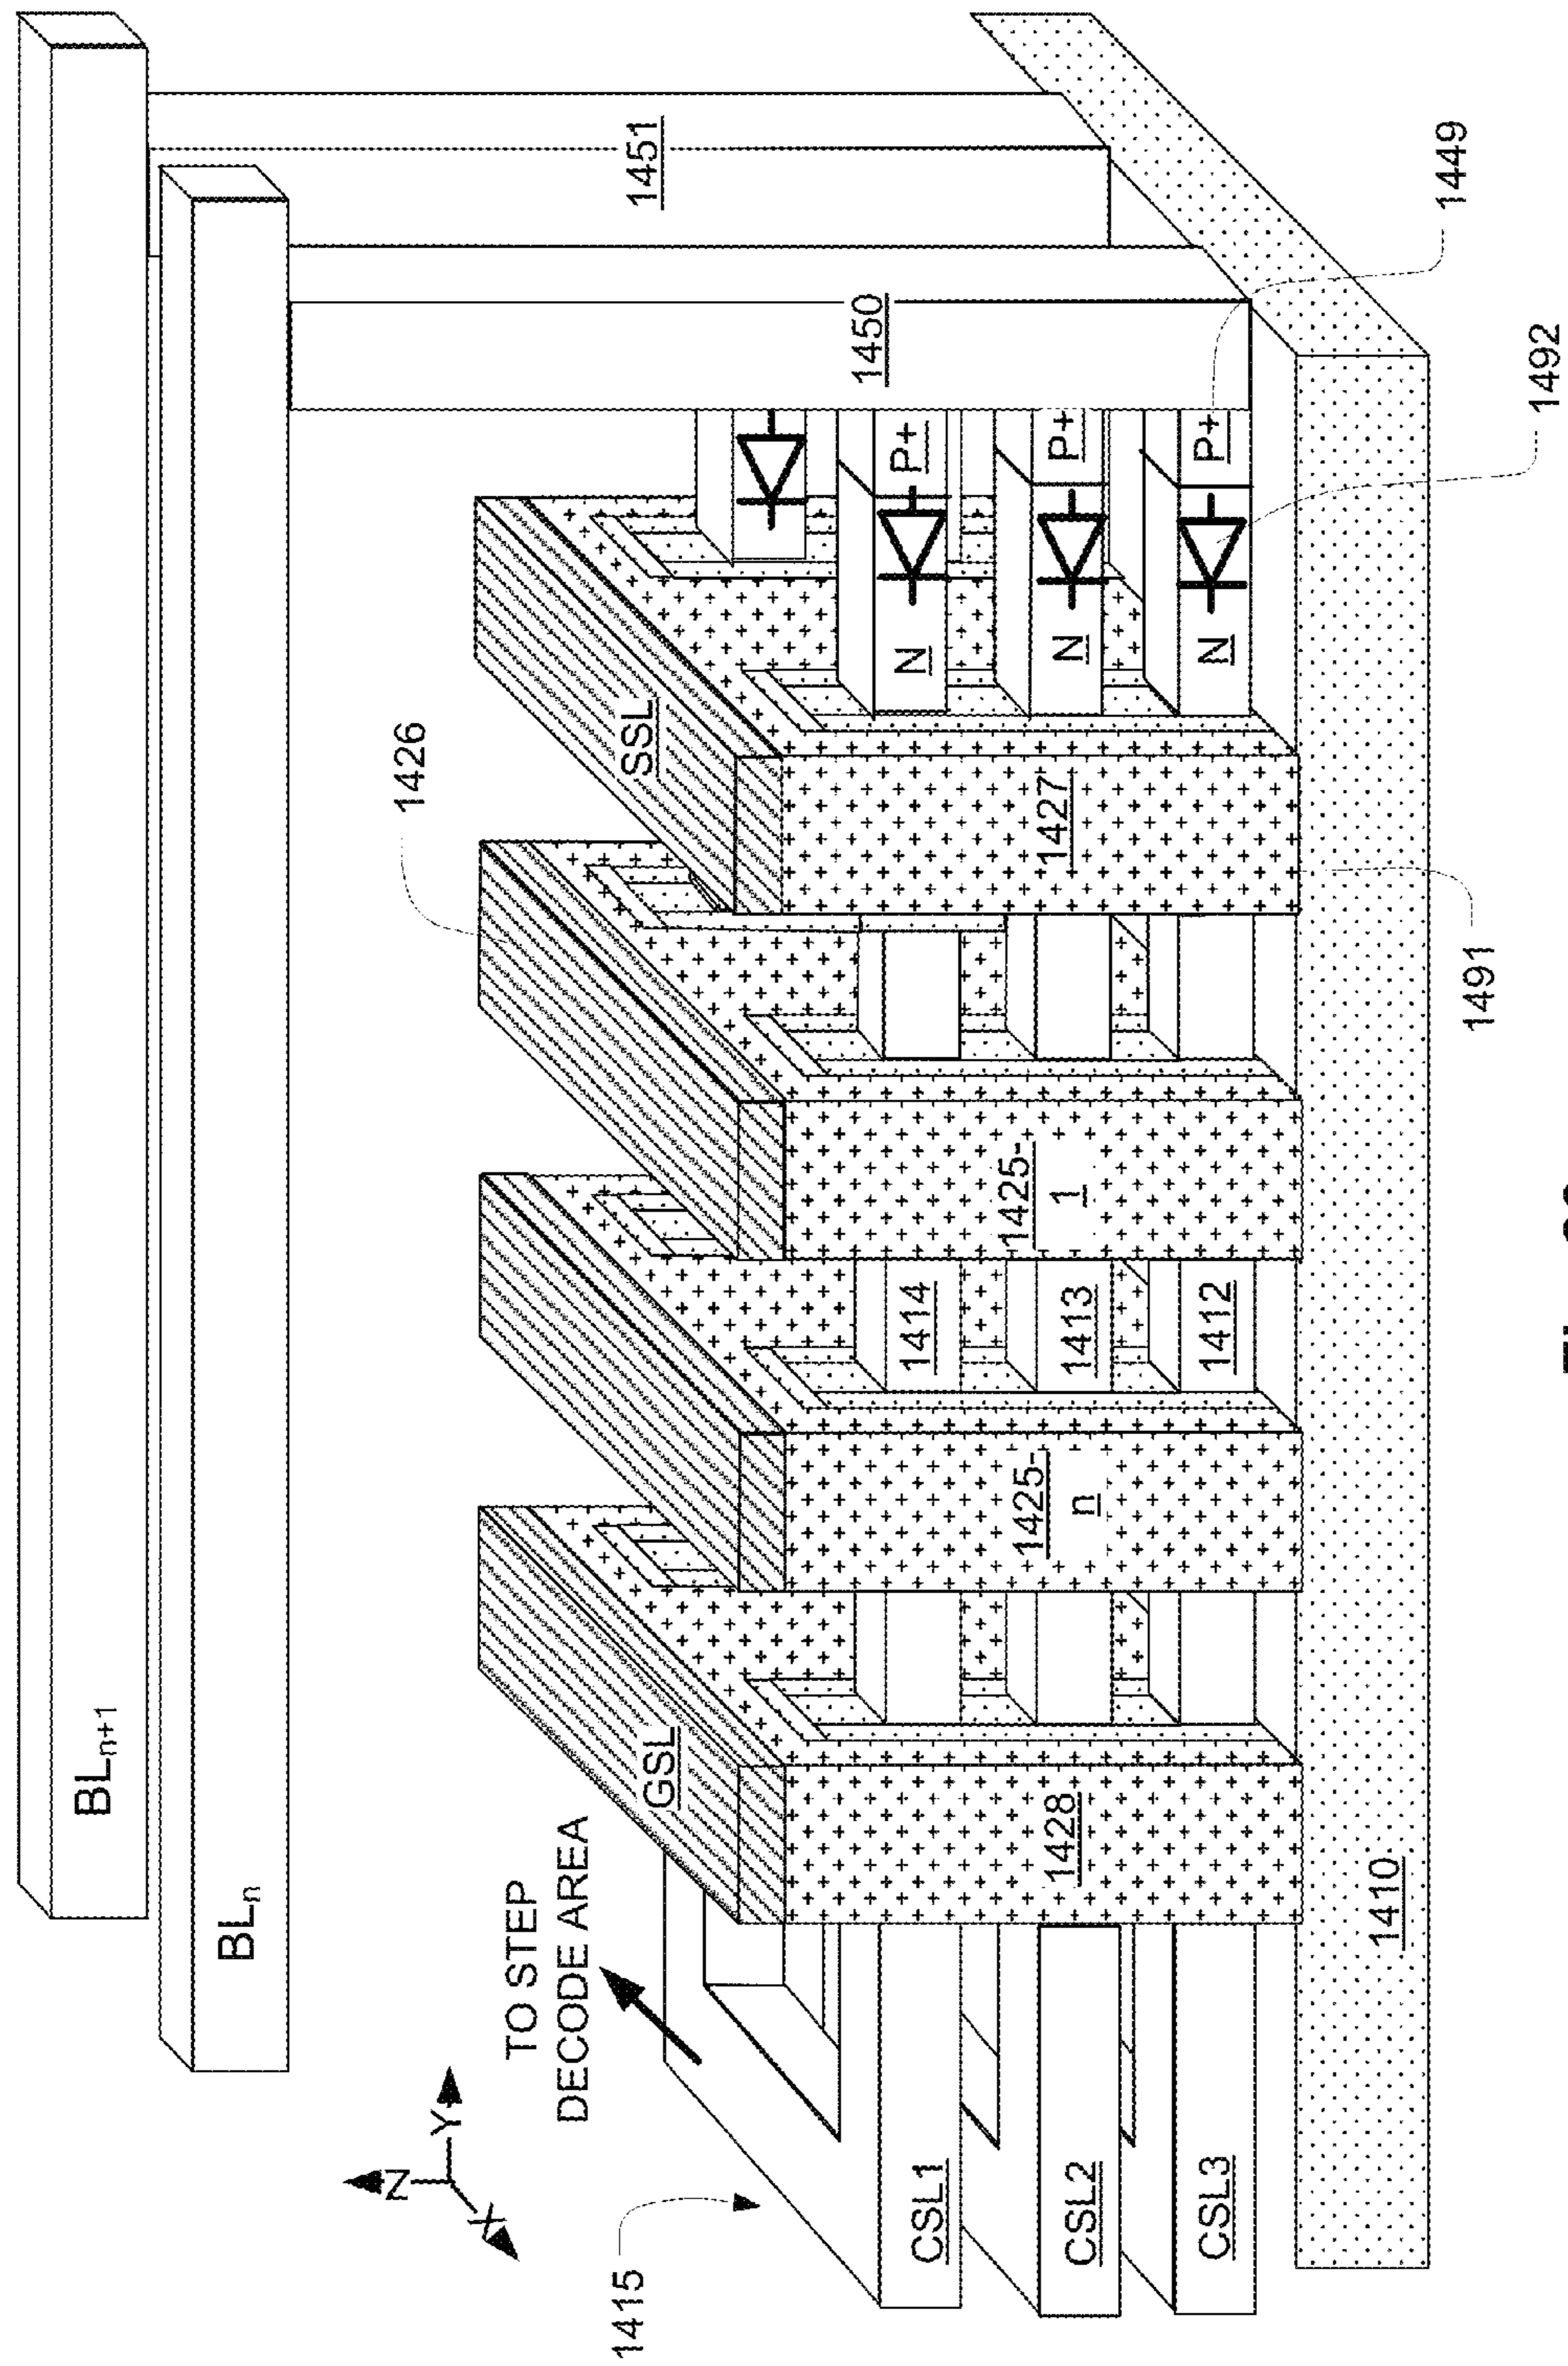 BLn+1
BLn
TO STEP
DECODE AREA
Z
Y
X
1415
GSL
1426
SSL
1451
1450
P+
N
P+
N
P+
N
1449
1492
1491
1427
1425-
1
1425-
n
1428
1414
1413
1412
CSL1
CSL2
CSL3
1410